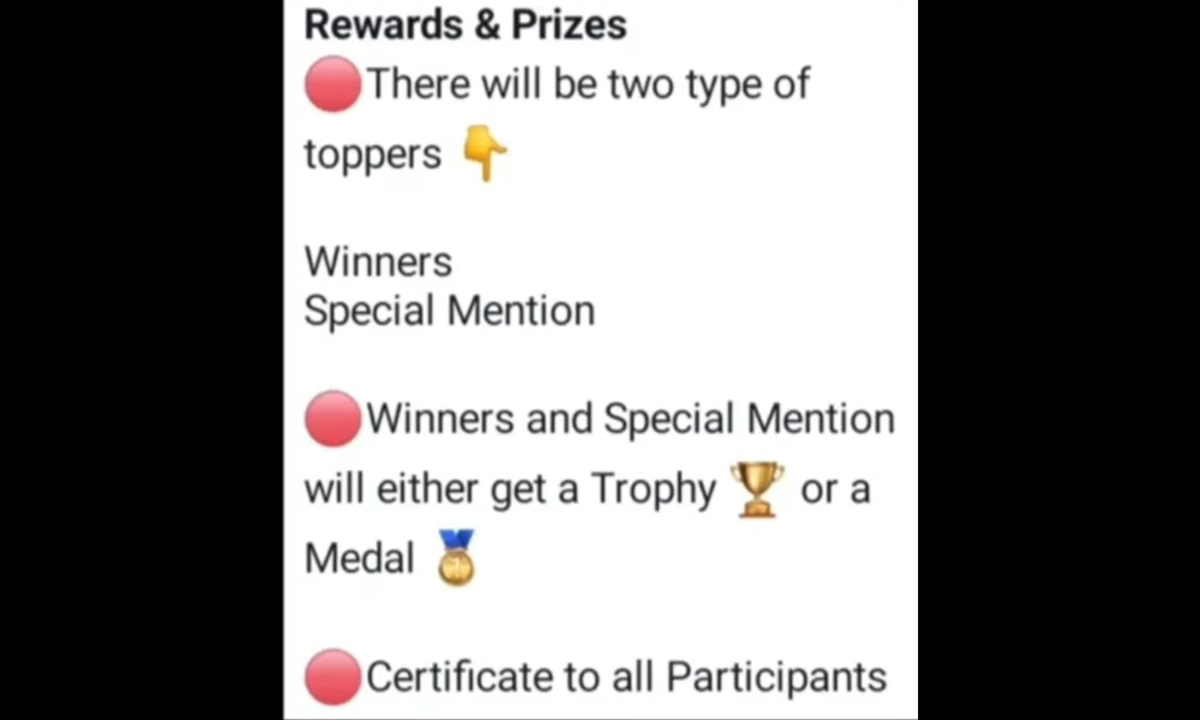 Rewards & Prizes
🔴There will be two type of
toppers 👇
Winners
Special Mention
🔴Winners and Special Mention
will either get a Trophy 🏆 or a
Medal 🏅
🔴Certificate to all Participants